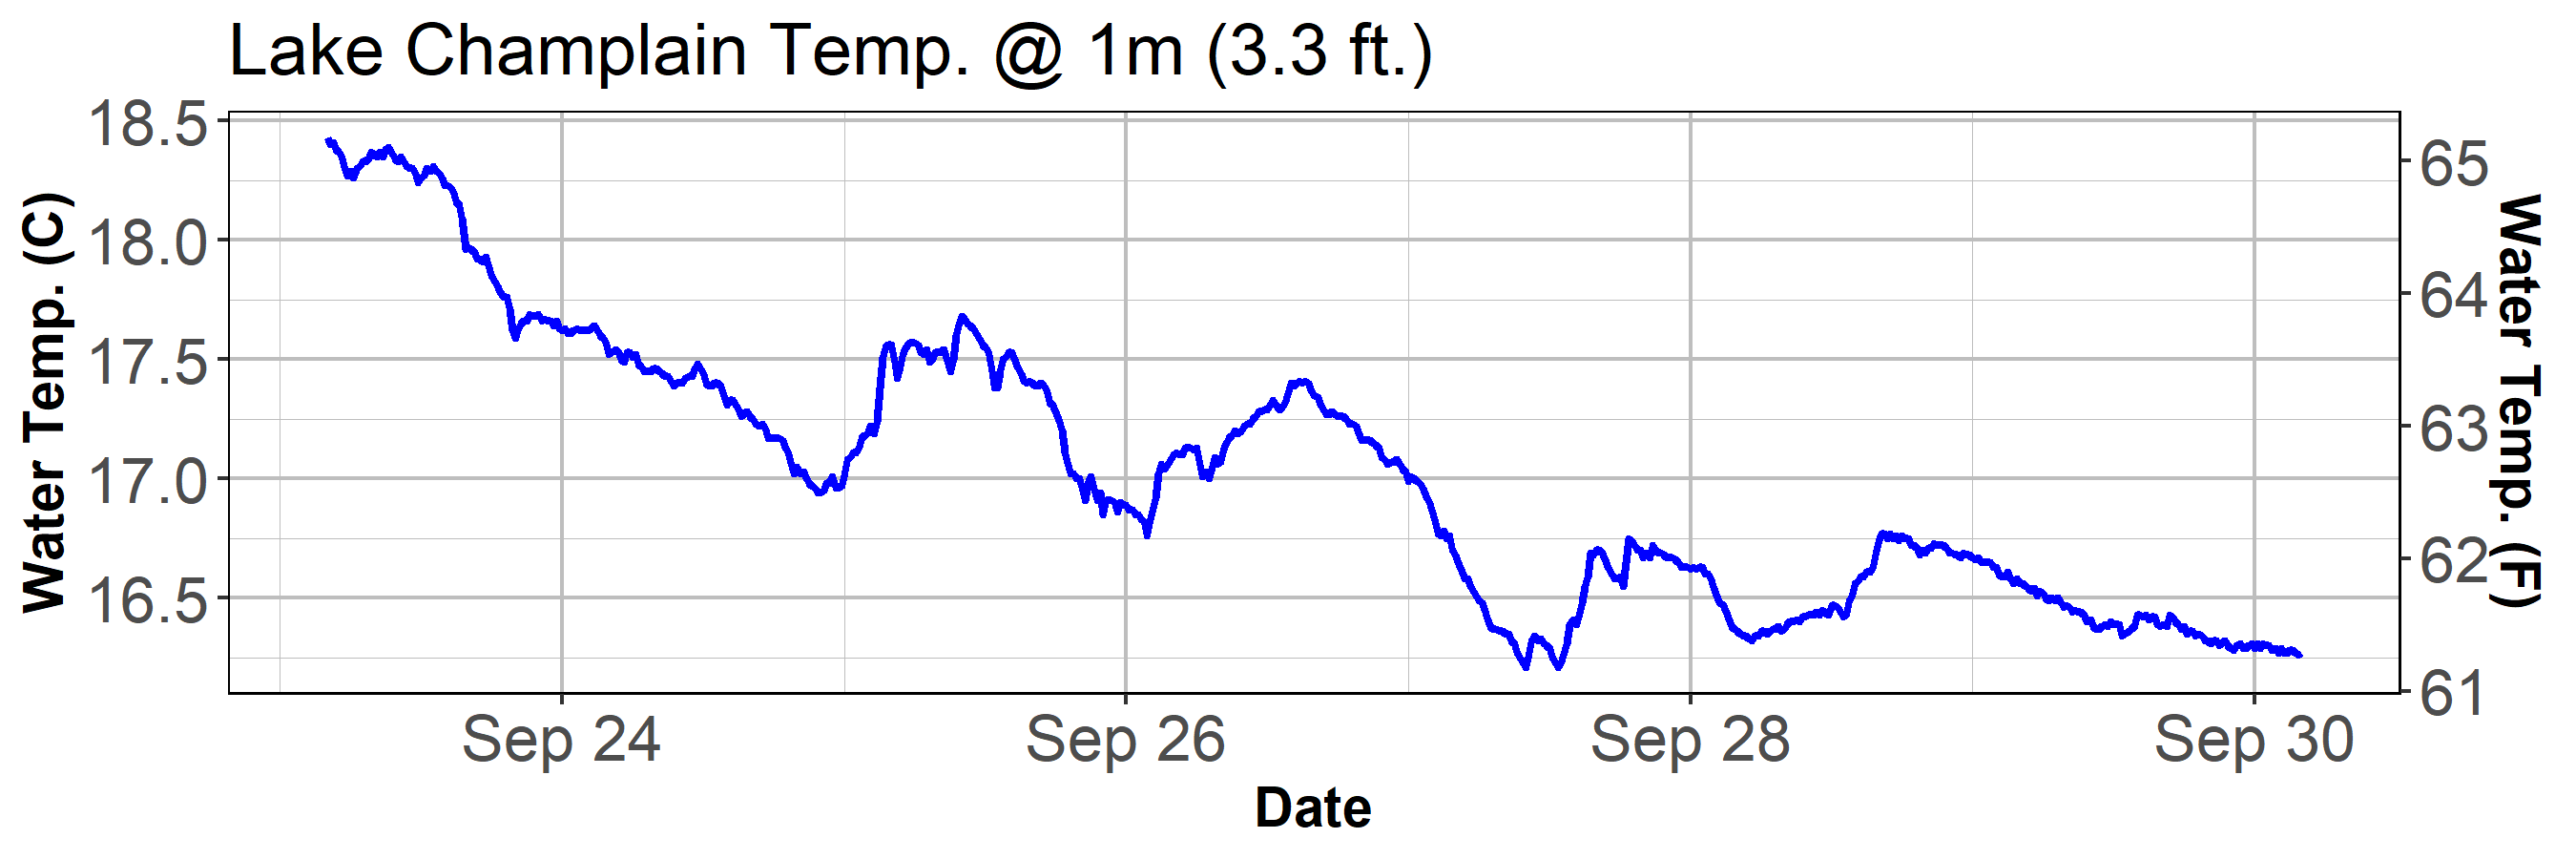 Lake Champlain Temp. @ 1m (3.3 ft.)
Water Temp. (C)
18.5
18.0
17.5
17.0
16.5
65
64
63
62
61
Water Temp. (F)
Sep 24 Sep 26 Sep 28 Sep 30
Date